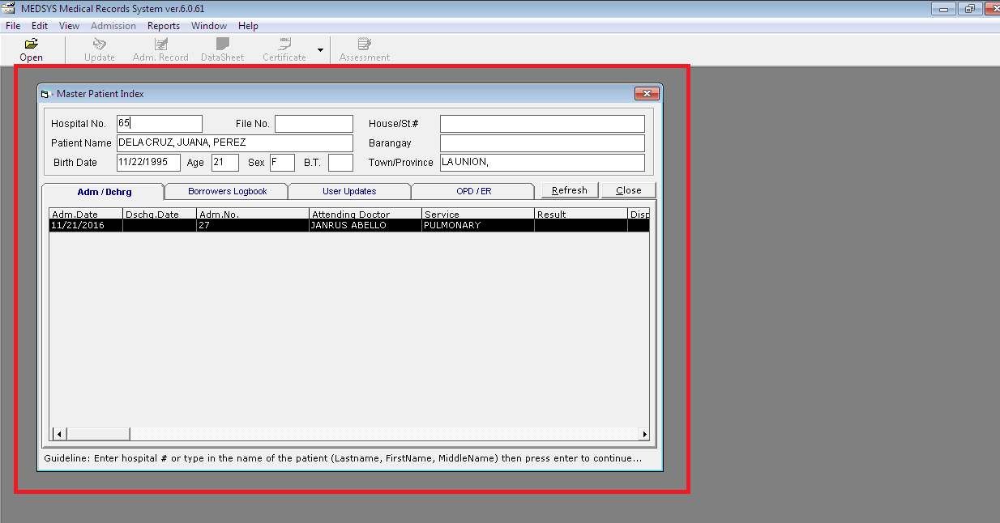 MEDSYS Medical Records System ver.6.0.61
File Edit View Admission Reports Window Help
Open Update Adm. Record DataSheet Certificate Assessment
Master Patient Index
Hospital No. 65 File No. House/St.#
Patient Name DELA CRUZ, JUANA, PEREZ Barangay
Birth Date 11/22/1995 Age 21 Sex F B.T. Town/Province LA UNION,
Adm / Dchrg Borrowers Logbook User Updates OPD / ER Refresh Close
Adm.Date Dschg.Date Adm.No. Attending Doctor Service Result Disp
11/21/2016 27 JANRUS ABELLO PULMONARY
Guideline: Enter hospital # or type in the name of the patient (Lastname, FirstName, MiddleName) then press enter to continue...